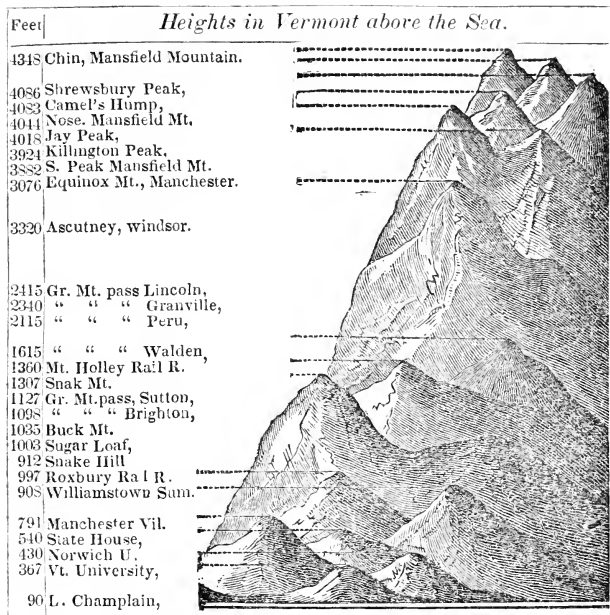 Feet Heights in Vermont above the Sea.
4348 Chin, Mansfield Mountain.
4086 Shrewsbury Peak,
4083 Camel's Hump,
4044 Nose. Mansfield Mt.
4018 Jay Peak,
3924 Killington Peak,
3882 S. Peak Mansfield Mt.
3076 Equinox Mt., Manchester.
3320 Ascutney, windsor.
2415 Gr. Mt. pass Lincoln,
2340 “ “ “ Granville,
2115 “ “ “ Peru,
1615 “ “ “ Walden,
1360 Mt. Holley Rail R.
1307 Snak Mt.
1127 Gr. Mt. pass, Sutton,
1098 “ “ “ Brighton,
1035 Buck Mt.
1003 Sugar Loaf,
912 Snake Hill
997 Roxbury Ra l R.
908 Williamstown Sum.
791 Manchester Vil.
540 State House,
430 Norwich U.
367 Vt. University,
90 L. Champlain,